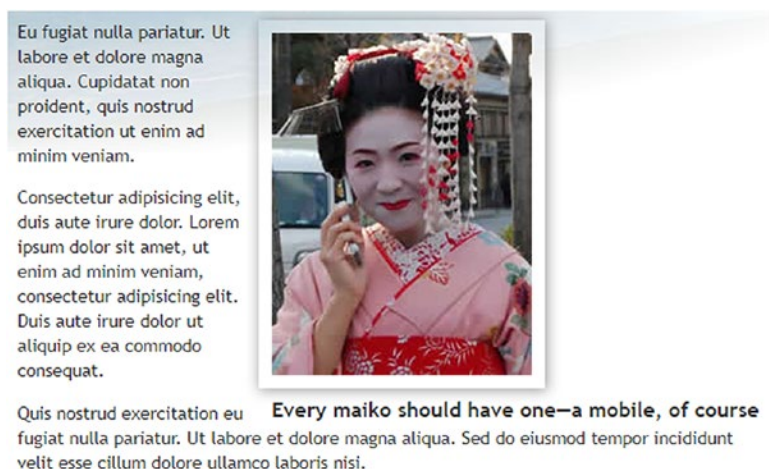 Eu fugiat nulla pariatur. Ut
labore et dolore magna
aliqua. Cupidatat non
proident, quis nostrud
exercitation ut enim ad
minim veniam.
Consectetur adipisicing elit,
duis aute irure dolor. Lorem
ipsum dolor sit amet, ut
enim ad minim veniam,
consectetur adipisicing elit.
Duis aute irure dolor ut
aliquip ex ea commodo
consequat.
Every maiko should have one—a mobile, of course
Quis nostrud exercitation eu
fugiat nulla pariatur. Ut labore et dolore magna aliqua. Sed do eiusmod tempor incididunt
velit esse cillum dolore ullamco laboris nisi.